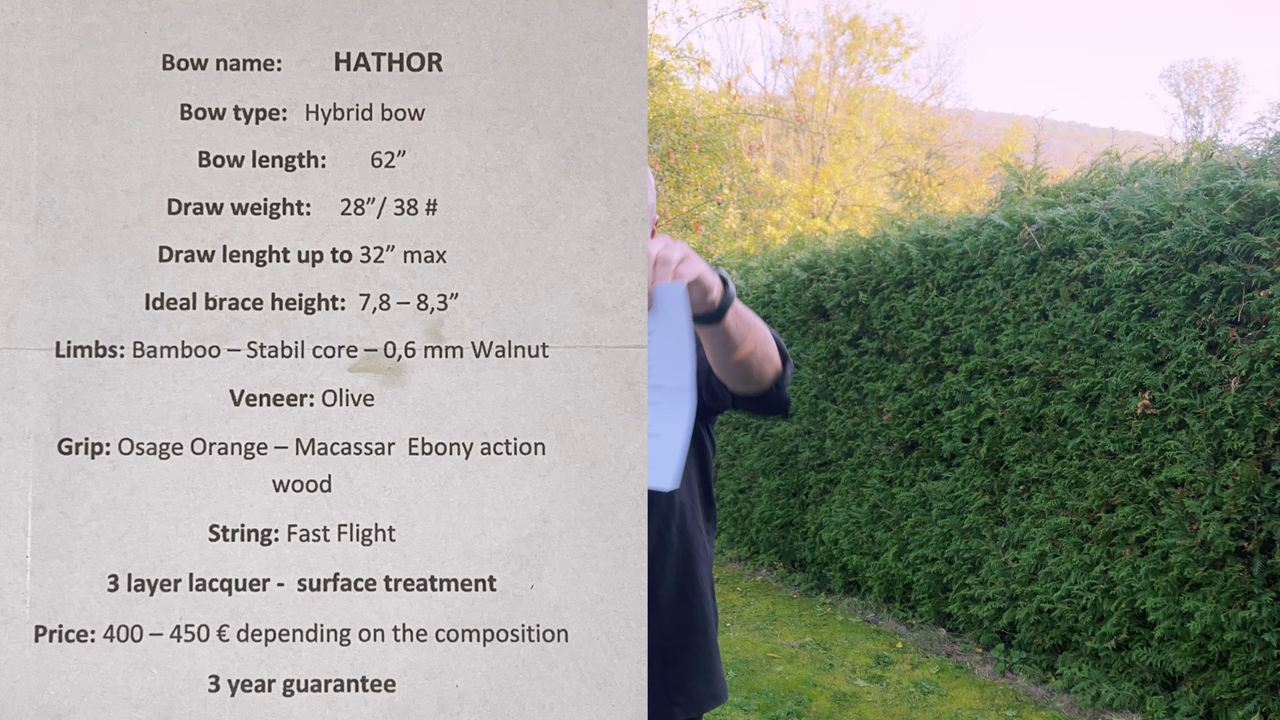 Bow name: HATHOR
Bow type: Hybrid bow
Bow length: 62”
Draw weight: 28”/ 38 #
Draw lenght up to 32” max
Ideal brace height: 7,8 – 8,3”
Limbs: Bamboo – Stabil core – 0,6 mm Walnut
Veneer: Olive
Grip: Osage Orange – Macassar Ebony action
wood
String: Fast Flight
3 layer lacquer - surface treatment
Price: 400 – 450 € depending on the composition
3 year guarantee